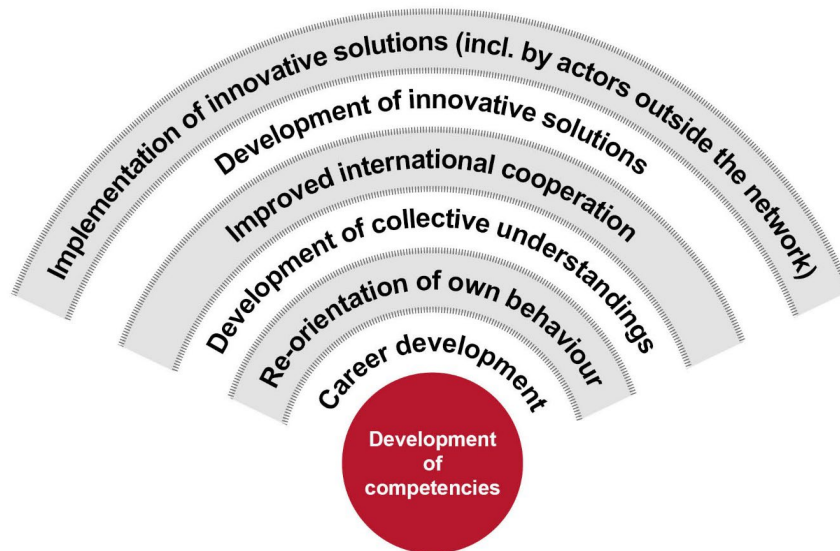 Implementation of innovative solutions (incl. by actors outside the network)
Development of innovative solutions
Improved international cooperation
Development of collective understandings
Re-orientation of own behaviour
Career development
Development
of
competencies